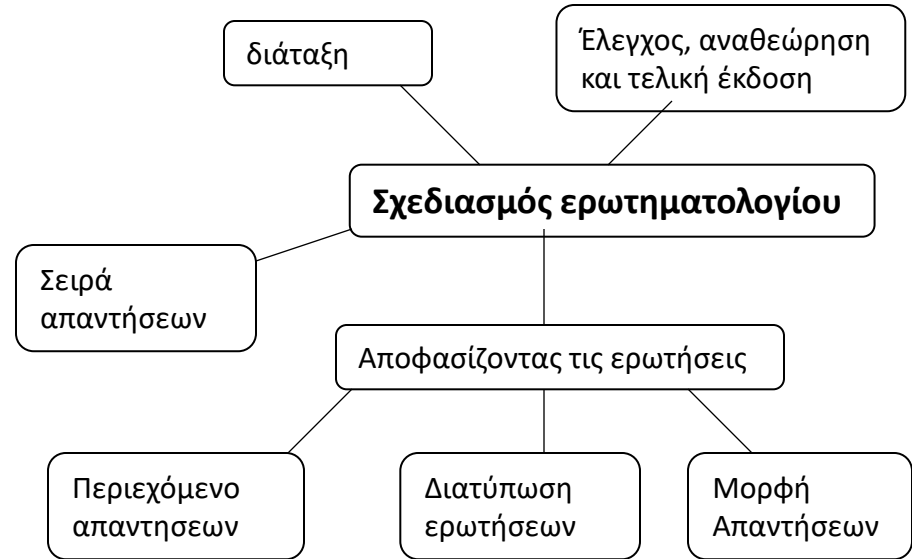 διάταξη
Έλεγχος, αναθεώρηση
και τελική έκδοση
Σχεδιασμός ερωτηματολογίου
Σειρά
απαντήσεων
Αποφασίζοντας τις ερωτήσεις
Περιεχόμενο
απαντησεων
Διατύπωση
ερωτήσεων
Μορφή
Απαντήσεων